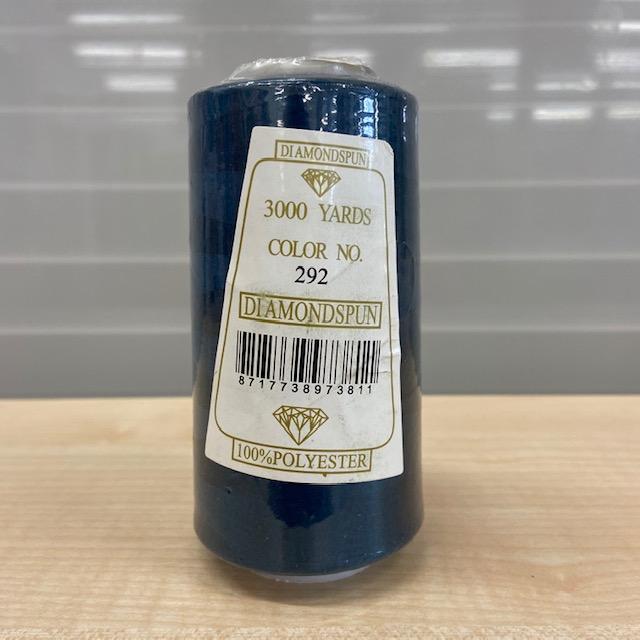 DIAMONDSPUN
3000 YARDS
COLOR NO.
292
DIAMONDSPUN
8717738973811
100%POLYESTER